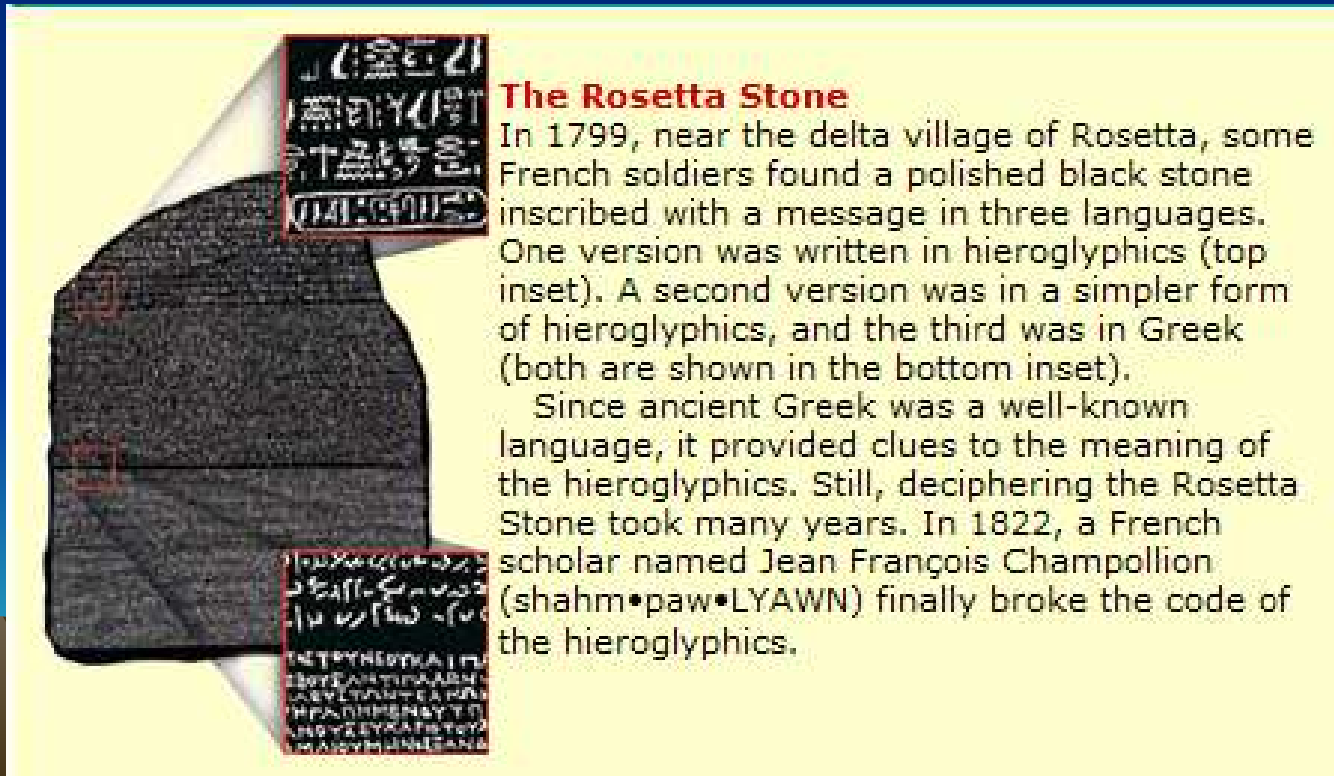 The Rosetta Stone
In 1799, near the delta village of Rosetta, some
French soldiers found a polished black stone
inscribed with a message in three languages.
One version was written in hieroglyphics (top
inset). A second version was in a simpler form
of hieroglyphics, and the third was in Greek
(both are shown in the bottom inset).
Since ancient Greek was a well-known
language, it provided clues to the meaning of
the hieroglyphics. Still, deciphering the Rosetta
Stone took many years. In 1822, a French
scholar named Jean François Champollion
(shahm•paw•LYAWN) finally broke the code of
the hieroglyphics.